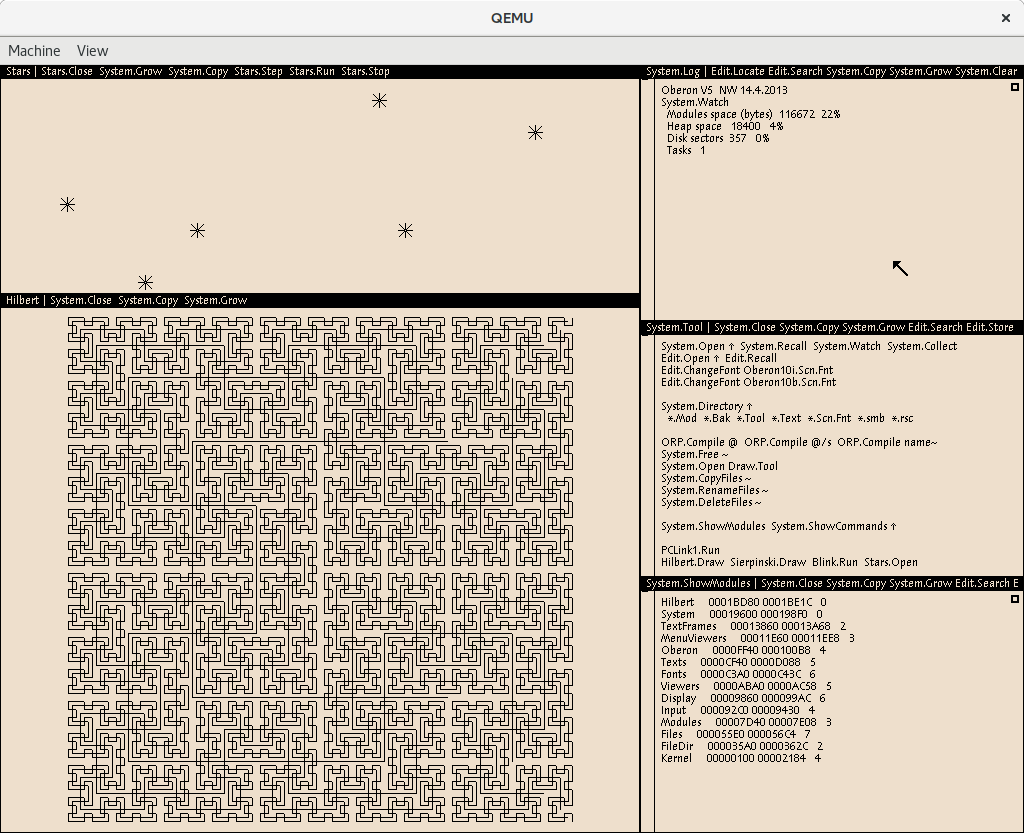 QEMU
Machine View
Stars | Stars.Close System.Grow System.Copy Stars.Step Stars.Run Stars.Stop
Hilbert | System.Close System.Copy System.Grow
System.Log | Edit.Locate Edit.Search System.Copy System.Grow System.Clear
Oberon V5 NW 14.4.2013
System.Watch
Modules space (bytes) 116672 22%
Heap space 18400 4%
Disk sectors 357 0%
Tasks 1
System.Tool | System.Close System.Copy System.Grow Edit.Search Edit.Store
System.Open ↑ System.Recall System.Watch System.Collect
Edit.Open ↑ Edit.Recall
Edit.ChangeFont Oberon10i.Scn.Fnt
Edit.ChangeFont Oberon10b.Scn.Fnt
System.Directory ↑
*.Mod *.Bak *.Tool *.Text *.Scn.Fnt *.smb *.rsc
ORP.Compile @ ORP.Compile @/s ORP.Compile name~
System.Free ~
System.Open Draw.Tool
System.CopyFiles ~
System.RenameFiles ~
System.DeleteFiles ~
System.ShowModules System.ShowCommands ↑
PCLink1.Run
Hilbert.Draw Sierpinski.Draw Blink.Run Stars.Open
System.ShowModules | System.Close System.Copy System.Grow Edit.Search E
Hilbert 0001BD80 0001BE1C 0
System 00019600 000198F0 0
TextFrames 00013860 00013A68 2
MenuViewers 00011E60 00011EE8 3
Oberon 0000FF40 000100B8 4
Texts 0000CF40 0000D088 5
Fonts 0000C3A0 0000C43C 6
Viewers 0000ABA0 0000AC58 5
Display 00009860 000099AC 6
Input 000092C0 00009430 4
Modules 00007D40 00007E08 3
Files 000055E0 000056C4 7
FileDir 000035A0 0000362C 2
Kernel 00000100 00002184 4